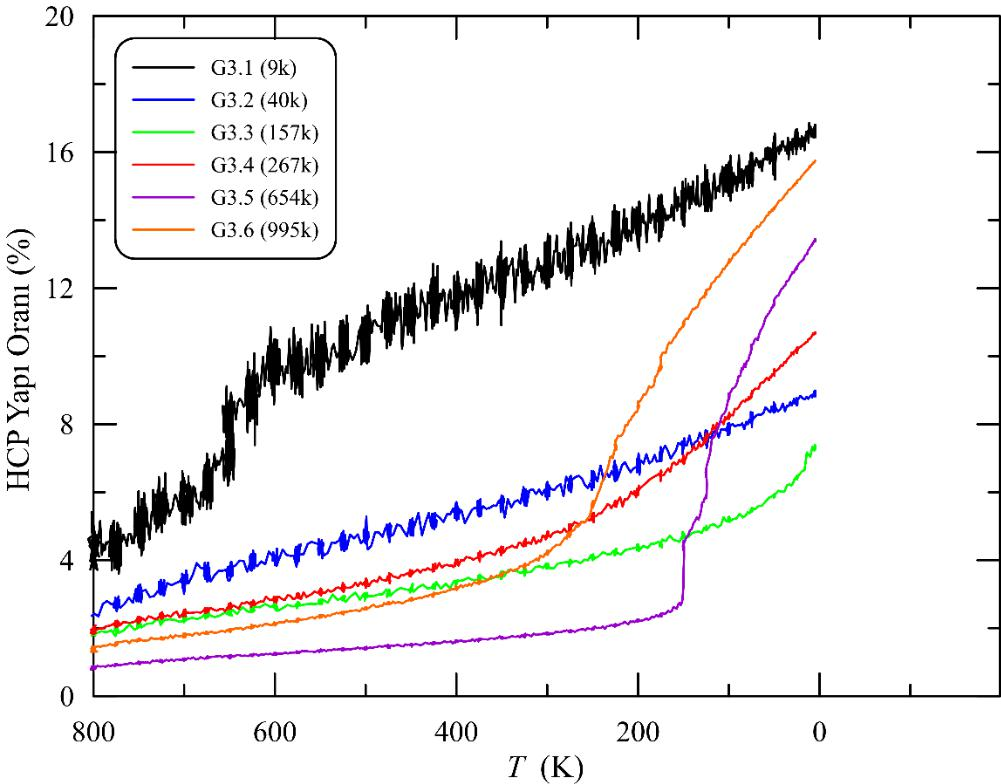 20
16
12
8
4
0
HCP Yapı Oranı (%)
G3.1 (9k)
G3.2 (40k)
G3.3 (157k)
G3.4 (267k)
G3.5 (654k)
G3.6 (995k)
800 600 400 200 0
T (K)